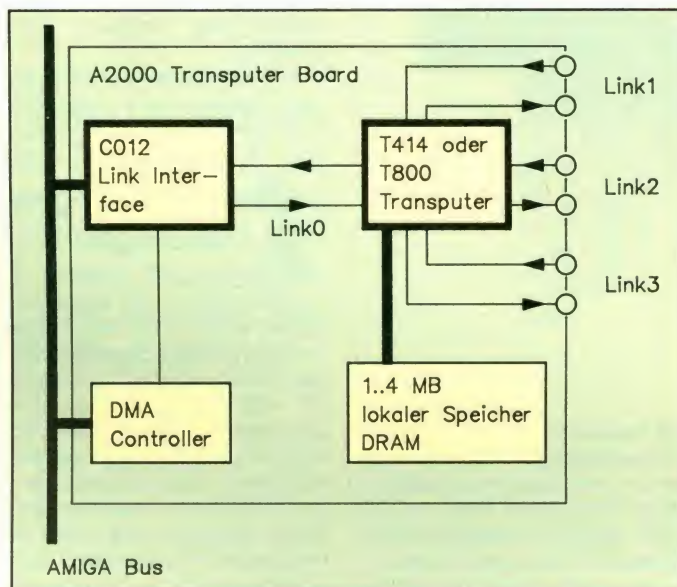 A2000 Transputer Board
C012
Link Inter-
face
Link0
T414 oder
T800
Transputer
Link1
Link2
Link3
DMA
Controller
1..4 MB
lokaler Speicher
DRAM
AMIGA Bus